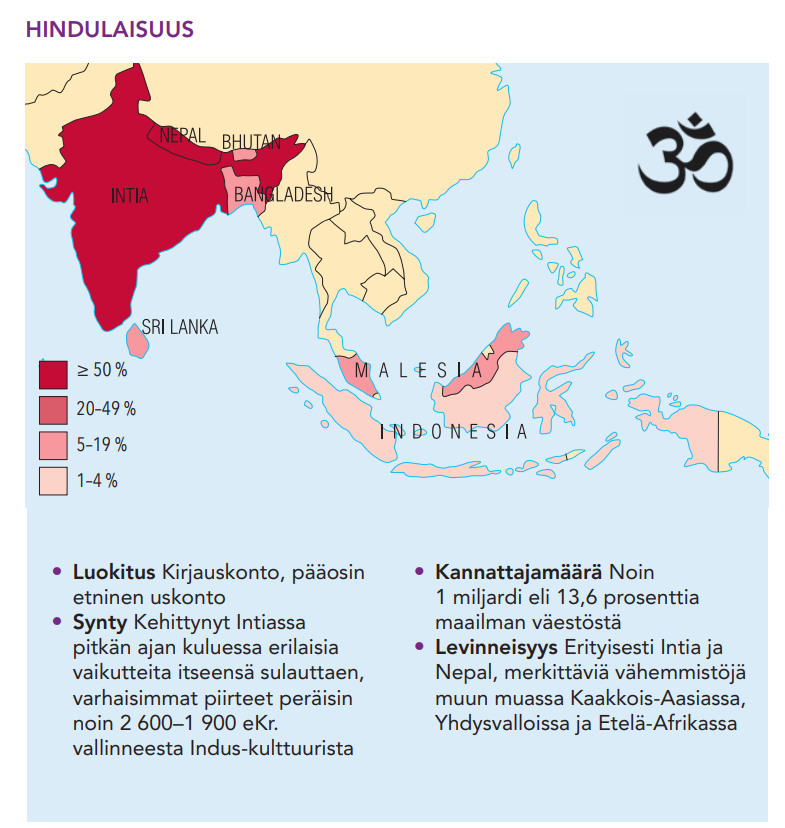 HINDULAISUUS
NEPAL
BHUTAN
INTIA
BANGLADESH
SRI LANKA
MALESIA
INDONESIA
≥ 50 %
20–49 %
5–19 %
1–4 %
ॐ
• Luokitus Kirjauskonto, pääosin
etninen uskonto
• Synty Kehittynyt Intiassa
pitkän ajan kuluessa erilaisia
vaikutteita itseensä sulauttaen,
varhaisimmat piirteet peräisin
noin 2 600–1 900 eKr.
vallinneesta Indus-kulttuurista
• Kannattajamäärä Noin
1 miljardi eli 13,6 prosenttia
maailman väestöstä
• Levinneisyys Erityisesti Intia ja
Nepal, merkittäviä vähemmistöjä
muun muassa Kaakkois-Aasiassa,
Yhdysvalloissa ja Etelä-Afrikassa